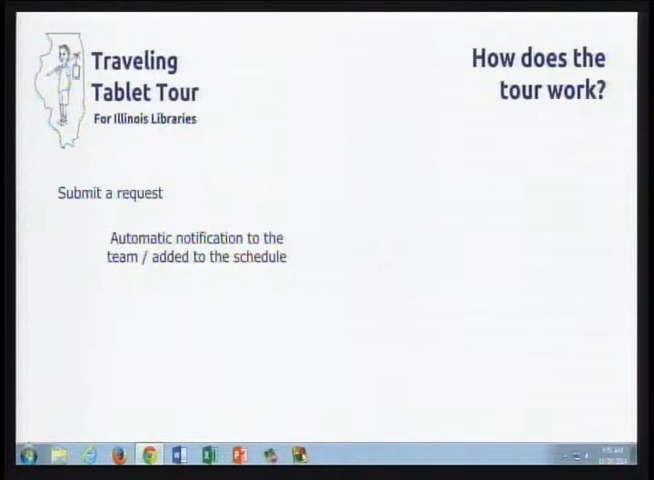 Traveling
Tablet Tour
For Illinois Libraries
How does the
tour work?
Submit a request
Automatic notification to the
team / added to the schedule